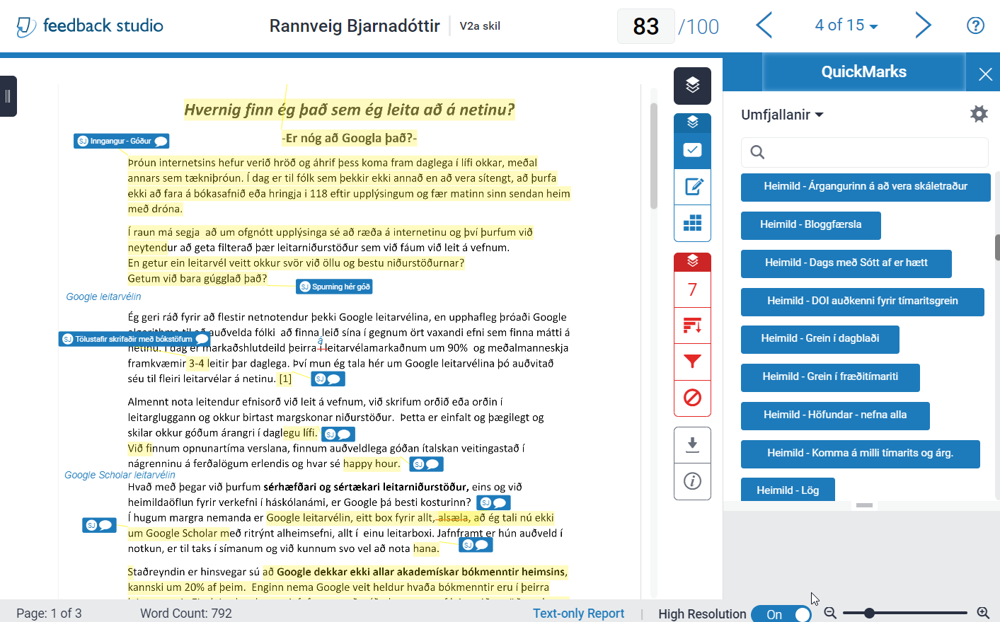 feedback studio
Rannveig Bjarnadóttir
V2a skil
83 /100
4 of 15
?
QuickMarks
Umfjallanir
Heimild - Árgangurinn á að vera skáletraður
Heimild - Bloggfærsla
Heimild - Dags með Sótt af er hætt
Heimild - DOI auðkenni fyrir tímaritsgrein
Heimild - Grein í dagblaði
Heimild - Grein í fræðitímariti
Heimild - Höfundar - nefna alla
Heimild - Komma á milli tímarits og árg.
Heimild - Lög
7
Hvernig finn ég það sem ég leita að á netinu?
-Er nóg að Googla það?-
SJ Inngangur - Góður
Þróun internetsins hefur verið hröð og áhrif þess koma fram daglega í lífi okkar, meðal
annars sem tækniþróun. Í dag er til fólk sem þekkir ekki annað en að vera sítengt, að þurfa
ekki að fara á bókasafnið eða hringja i 118 eftir upplýsingum og fær matinn sinn sendan heim
með dróna.
Í raun má segja að um ofgnótt upplýsinga sé að ræða á internetinu og því þurfum við
neytendur að geta filterað þær leitarniðurstöður sem við fáum við leit á vefnum.
En getur ein leitarvél veitt okkur svör við öllu og bestu niðurstöðurnar?
Getum við bara gúgglað það?
SJ Spurning hér góð
Google leitarvélin
Ég geri ráð fyrir að flestir netnotendur þekki Google leitarvélina, en upphafleg þróaði Google
auðvelda fólki að finna leið sína í gegnum ört vaxandi efni sem finna mátti á
SJ Tölustafir skrifaðir með bókstöfum
á
netinu. Í dag er markaðshlutdeild þeirra í leitarvélamarkaðnum um 90% og meðalmanneskja
framkvæmir 3-4 leitir þar daglega. Því mun ég tala hér um Google leitarvélina þó auðvitað
séu til fleiri leitarvélar á netinu. [1]
SJ
Almennt nota leitendur efnisorð við leit á vefnum, við skrifum orðið eða orðin í
leitargluggann og okkur birtast margskonar niðurstöður. Þetta er einfalt og þægilegt og
skilar okkur góðum árangri í daglegu lífi.
SJ
Við finnum opnunartíma verslana, finnum auðveldlega góðan ítalskan veitingastað í
nágrenninu á ferðalögum erlendis og hvar sé happy hour.
SJ
Google Scholar leitarvélin
Hvað með þegar við þurfum sérhæfðari og sértækari leitarniðurstöður, eins og við
heimildaöflun fyrir verkefni í háskólanámi, er Google þá besti kosturinn?
SJ
Í hugum margra nemanda er Google leitarvélin, eitt box fyrir allt, alsæla, að ég tali nú ekki
SJ
um Google Scholar með ritrýnt alheimsefni, allt í einu leitarboxi. Jafnframt er hún auðveld í
notkun, er til taks í símanum og við kunnum svo vel að nota hana.
SJ
Staðreyndin er hinsvegar sú að Google dekkar ekki allar akademískar bókmenntir heimsins,
kannski um 20% af þeim. Enginn nema Google veit heldur hvaða bókmenntir eru í þeirra
Page: 1 of 3
Word Count: 792
Text-only Report
High Resolution
On